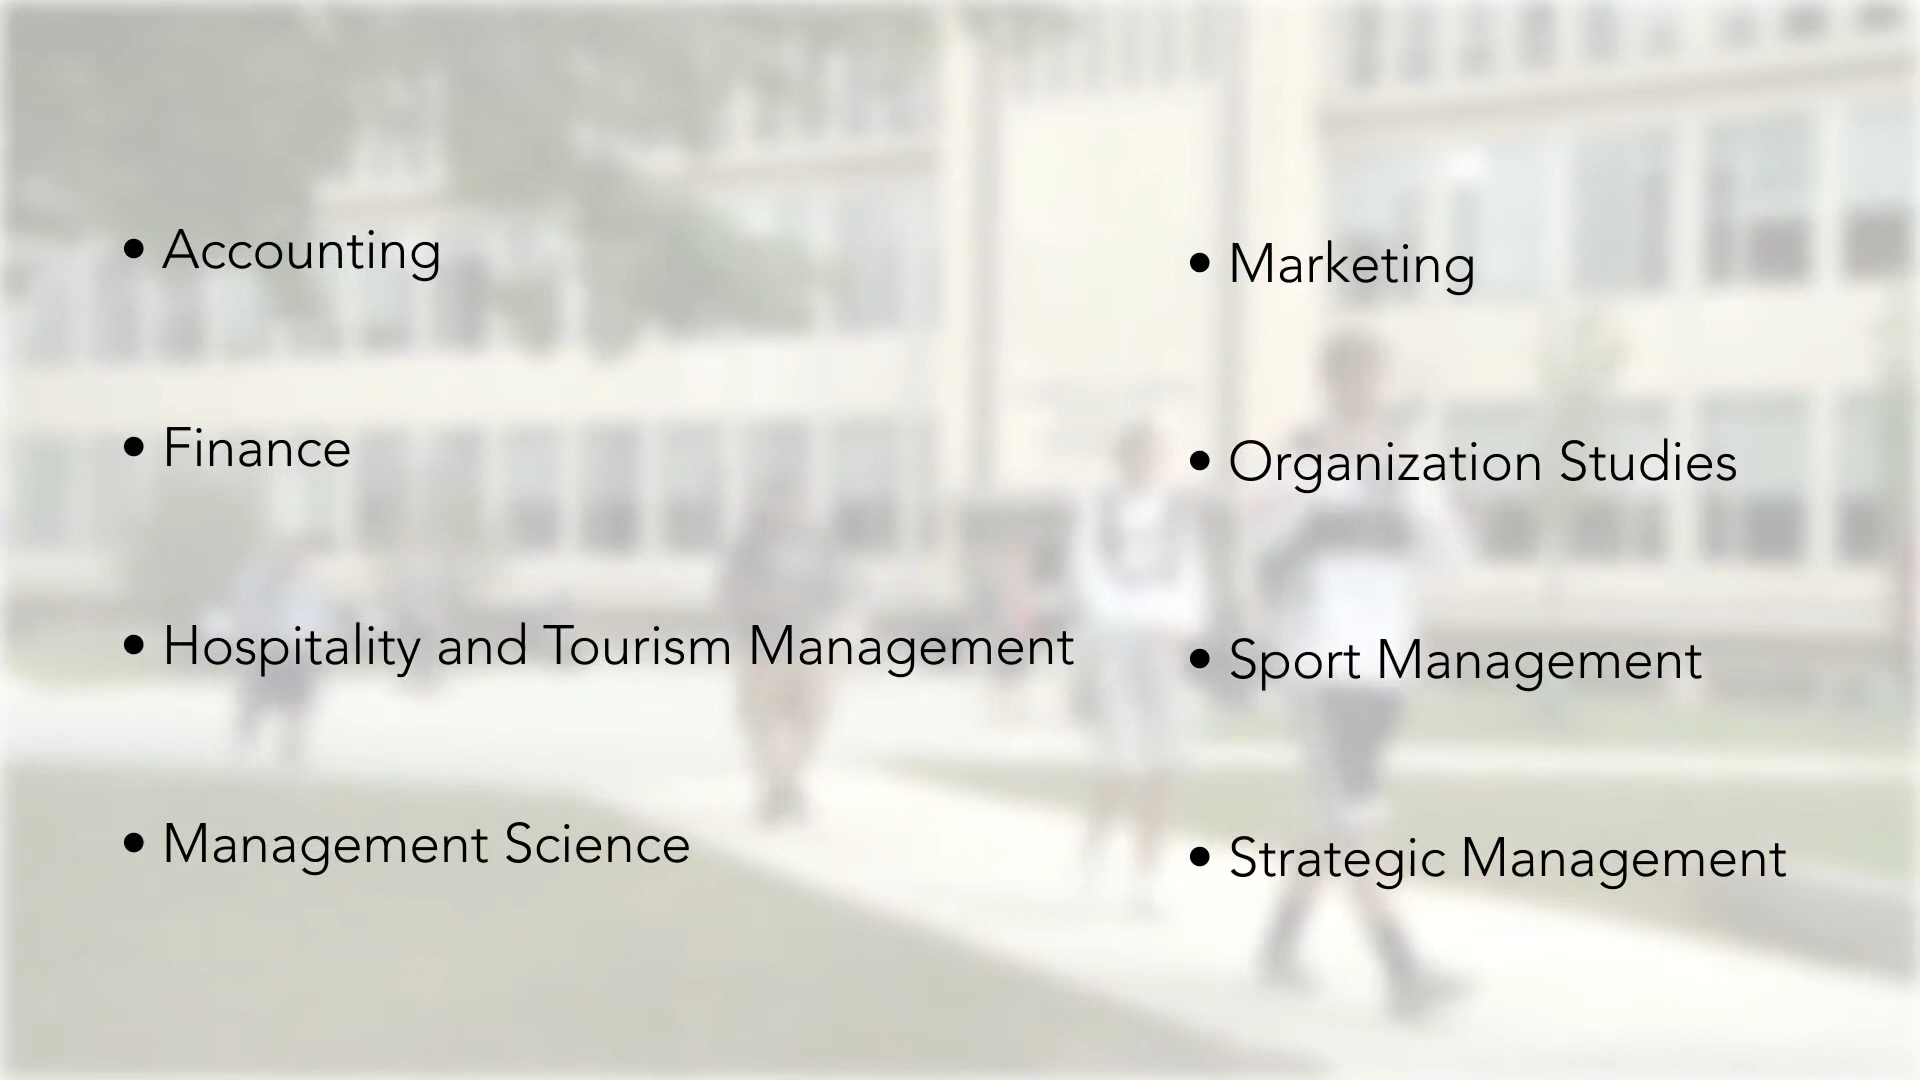 • Accounting
• Finance
• Hospitality and Tourism Management
• Management Science
• Marketing
• Organization Studies
• Sport Management
• Strategic Management